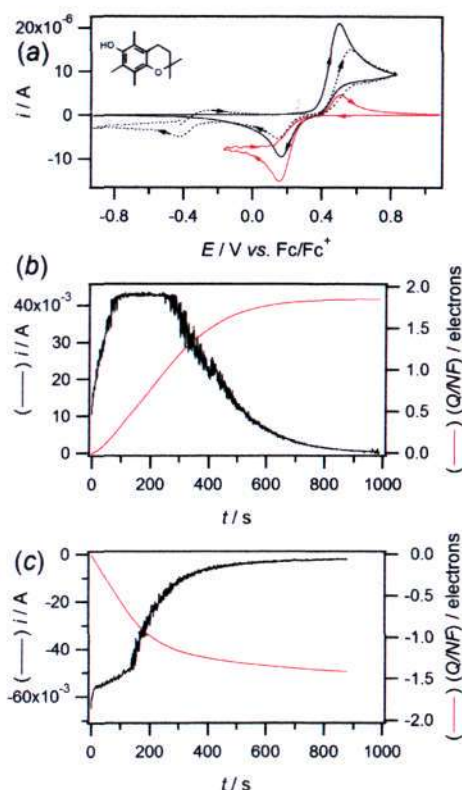 (a)
20x10⁻⁶
10
0
-10
i / A
HO
O
-0.8 -0.4 0.0 0.4 0.8
E / V vs. Fc/Fc⁺
(b)
40x10⁻³
30
20
10
0
(—) i / A
2.0
1.5
1.0
0.5
0.0
(—) (Q/NF) / electrons
0 200 400 600 800 1000
t / s
(c)
0
-20
-40
-60x10⁻³
(—) i / A
0.0
-0.5
-1.0
-1.5
-2.0
(—) (Q/NF) / electrons
0 200 400 600 800 1000
t / s